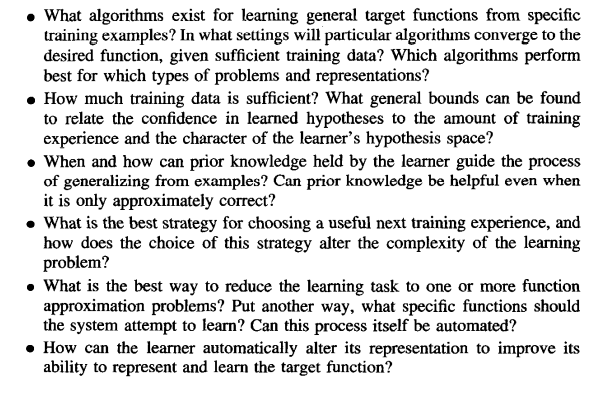 • What algorithms exist for learning general target functions from specific
training examples? In what settings will particular algorithms converge to the
desired function, given sufficient training data? Which algorithms perform
best for which types of problems and representations?
• How much training data is sufficient? What general bounds can be found
to relate the confidence in learned hypotheses to the amount of training
experience and the character of the learner's hypothesis space?
• When and how can prior knowledge held by the learner guide the process
of generalizing from examples? Can prior knowledge be helpful even when
it is only approximately correct?
• What is the best strategy for choosing a useful next training experience, and
how does the choice of this strategy alter the complexity of the learning
problem?
• What is the best way to reduce the learning task to one or more function
approximation problems? Put another way, what specific functions should
the system attempt to learn? Can this process itself be automated?
• How can the learner automatically alter its representation to improve its
ability to represent and learn the target function?